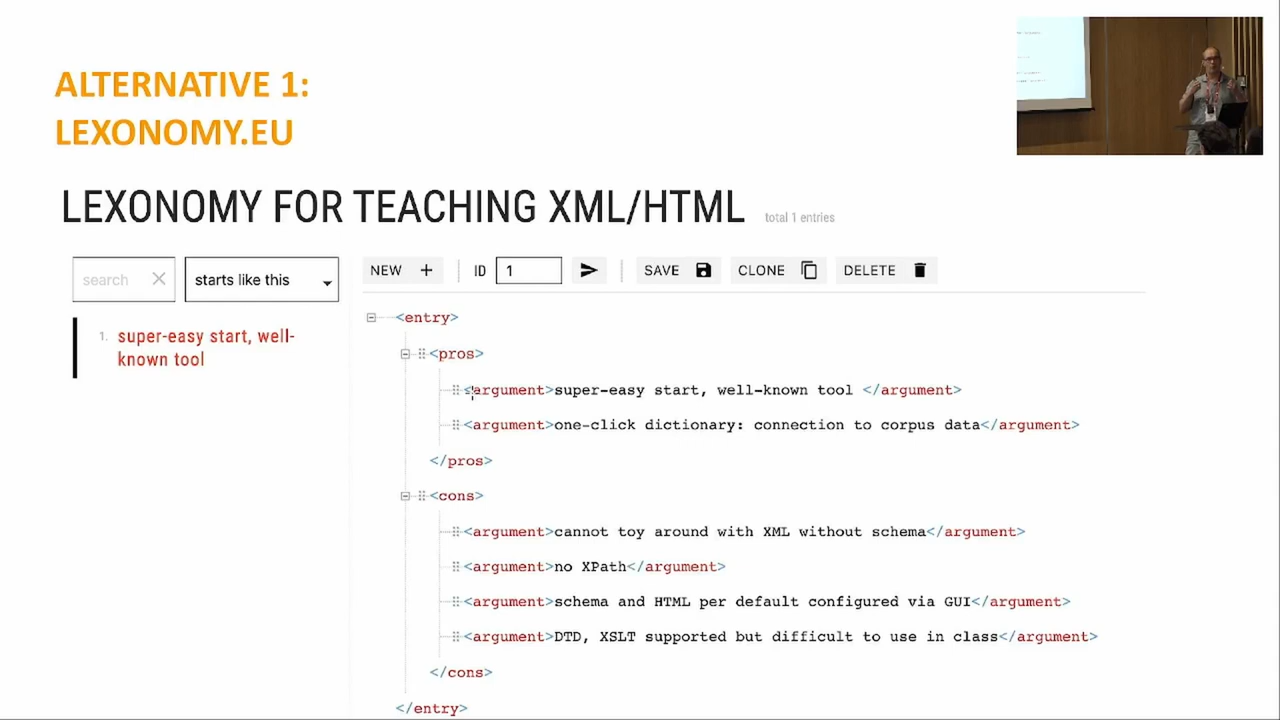 ALTERNATIVE 1:
LEXONOMY.EU
LEXONOMY FOR TEACHING XML/HTML total 1 entries
search starts like this
NEW + ID 1 SAVE CLONE DELETE
1. super-easy start, well-
known tool
<entry>
<pros>
<argument>super-easy start, well-known tool </argument>
<argument>one-click dictionary: connection to corpus data</argument>
</pros>
<cons>
<argument>cannot toy around with XML without schema</argument>
<argument>no XPath</argument>
<argument>schema and HTML per default configured via GUI</argument>
<argument>DTD, XSLT supported but difficult to use in class</argument>
</cons>
</entry>